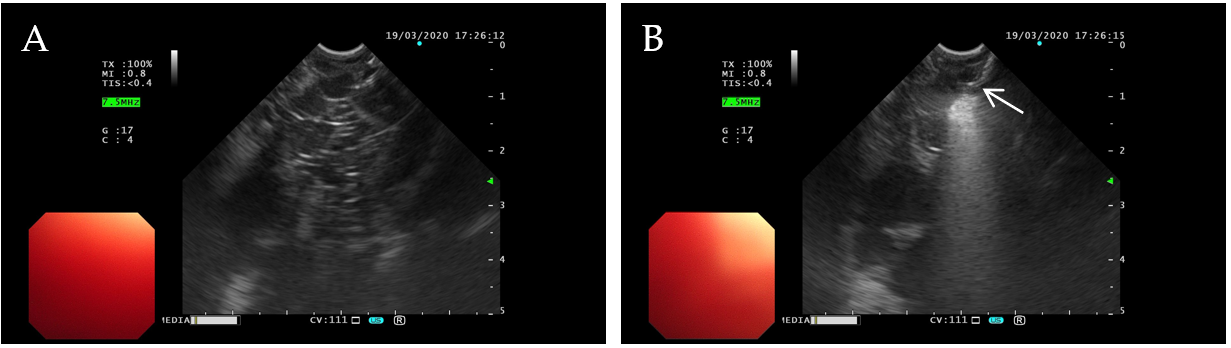 A
19/03/2020 17:26:12
TX :100%
MI :0.8
TIS:<0.4
7.5MHz
G :17
C : 4
0
1
2
3
4
5
MEDIA
CV:111
US
R
B
19/03/2020 17:26:15
TX :100%
MI :0.8
TIS:<0.4
7.5MHz
G :17
C : 4
0
1
2
3
4
5
MEDIA
CV:111
US
R